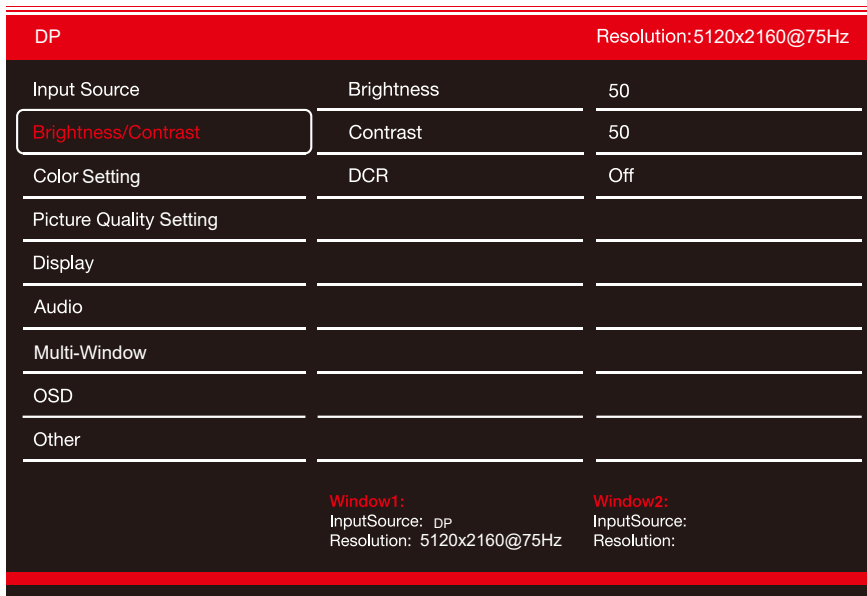 DP Resolution:5120x2160@75Hz
Input Source Brightness 50
Brightness/Contrast Contrast 50
Color Setting DCR Off
Picture Quality Setting
Display
Audio
Multi-Window
OSD
Other
Window1: Window2:
InputSource: DP InputSource:
Resolution: 5120x2160@75Hz Resolution: